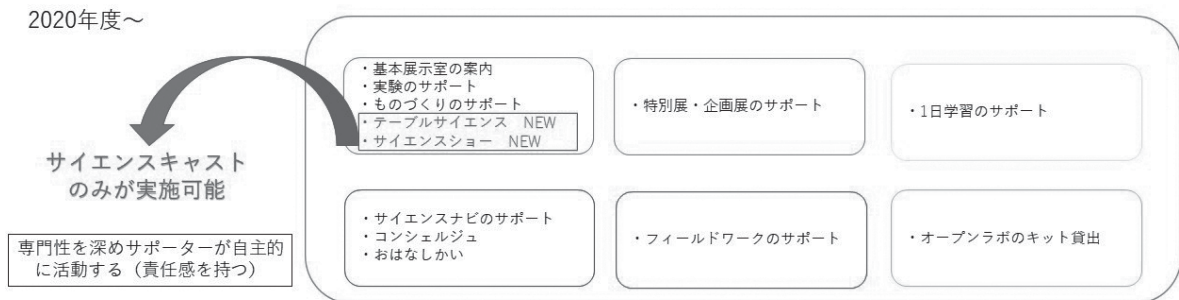 2020年度～
・基本展示室の案内
・実験のサポート
・ものづくりのサポート
・テーブルサイエンス　NEW
・サイエンスショー　NEW
・特別展・企画展のサポート
・1日学習のサポート
サイエンスキャスト
のみが実施可能
専門性を深めサポーターが自主的
に活動する（責任感を持つ）
・サイエンスナビのサポート
・コンシェルジュ
・おはなしかい
・フィールドワークのサポート
・オープンラボのキット貸出